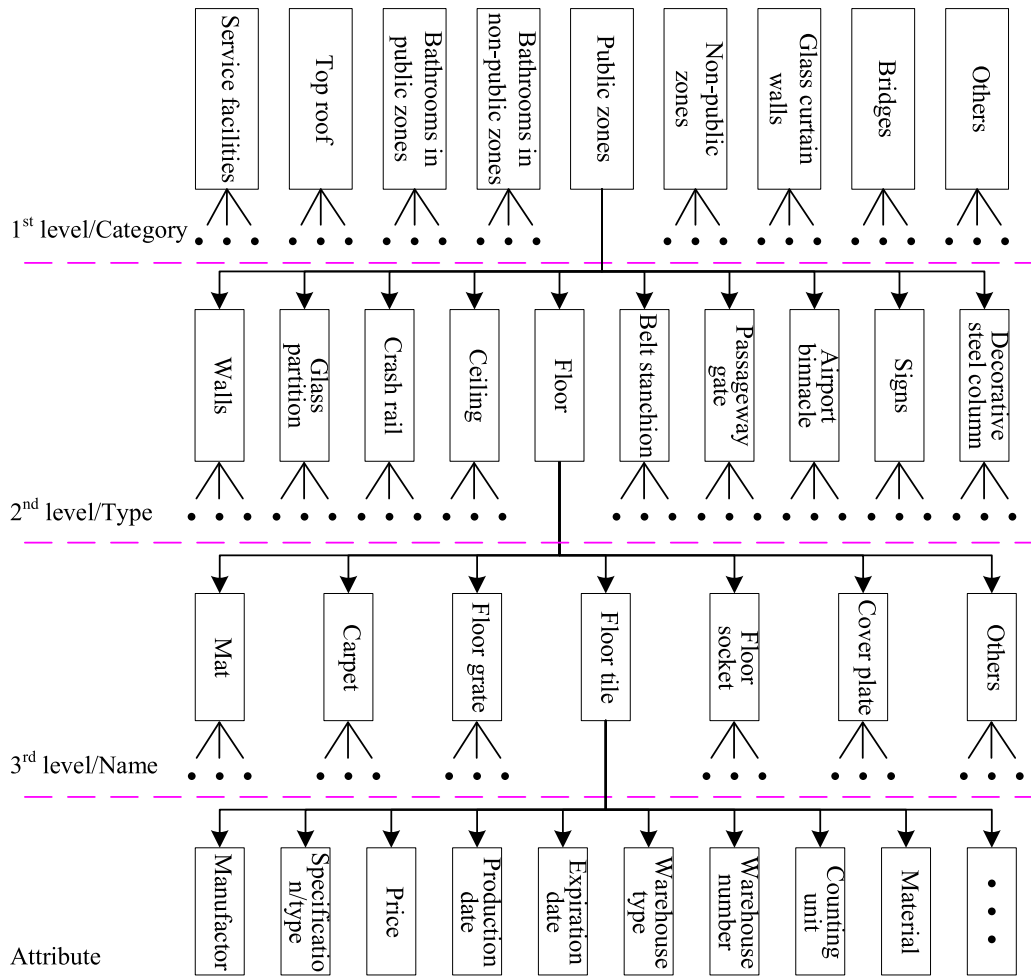 Service facilities
Top roof
Bathrooms in
public zones
Bathrooms in
non-public zones
Public zones
Non-public
zones
Glass curtain
walls
Bridges
Others
1st level/Category
Walls
Glass
partition
Crash rail
Ceiling
Floor
Belt stanchion
Passageway
gate
Airport
binnacle
Signs
Decorative
steel column
2nd level/Type
Mat
Carpet
Floor grate
Floor tile
Floor
socket
Cover plate
Others
3rd level/Name
Manufactor
Specificatio
n/type
Price
Production
date
Expiration
date
Warehouse
type
Warehouse
number
Counting
unit
Material
Attribute